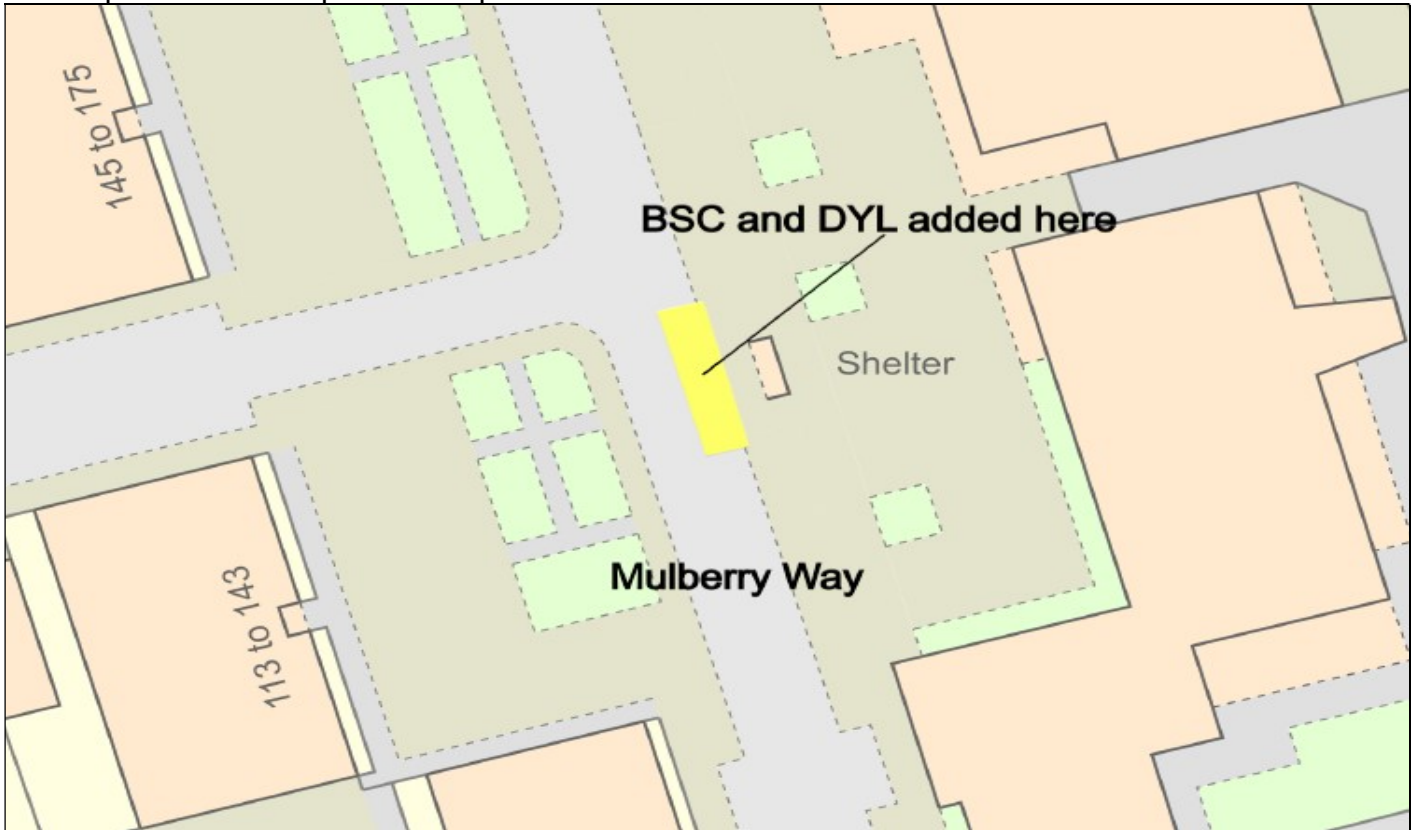 145 to 175
BSC and DYL added here
Shelter
Mulberry Way
113 to 143